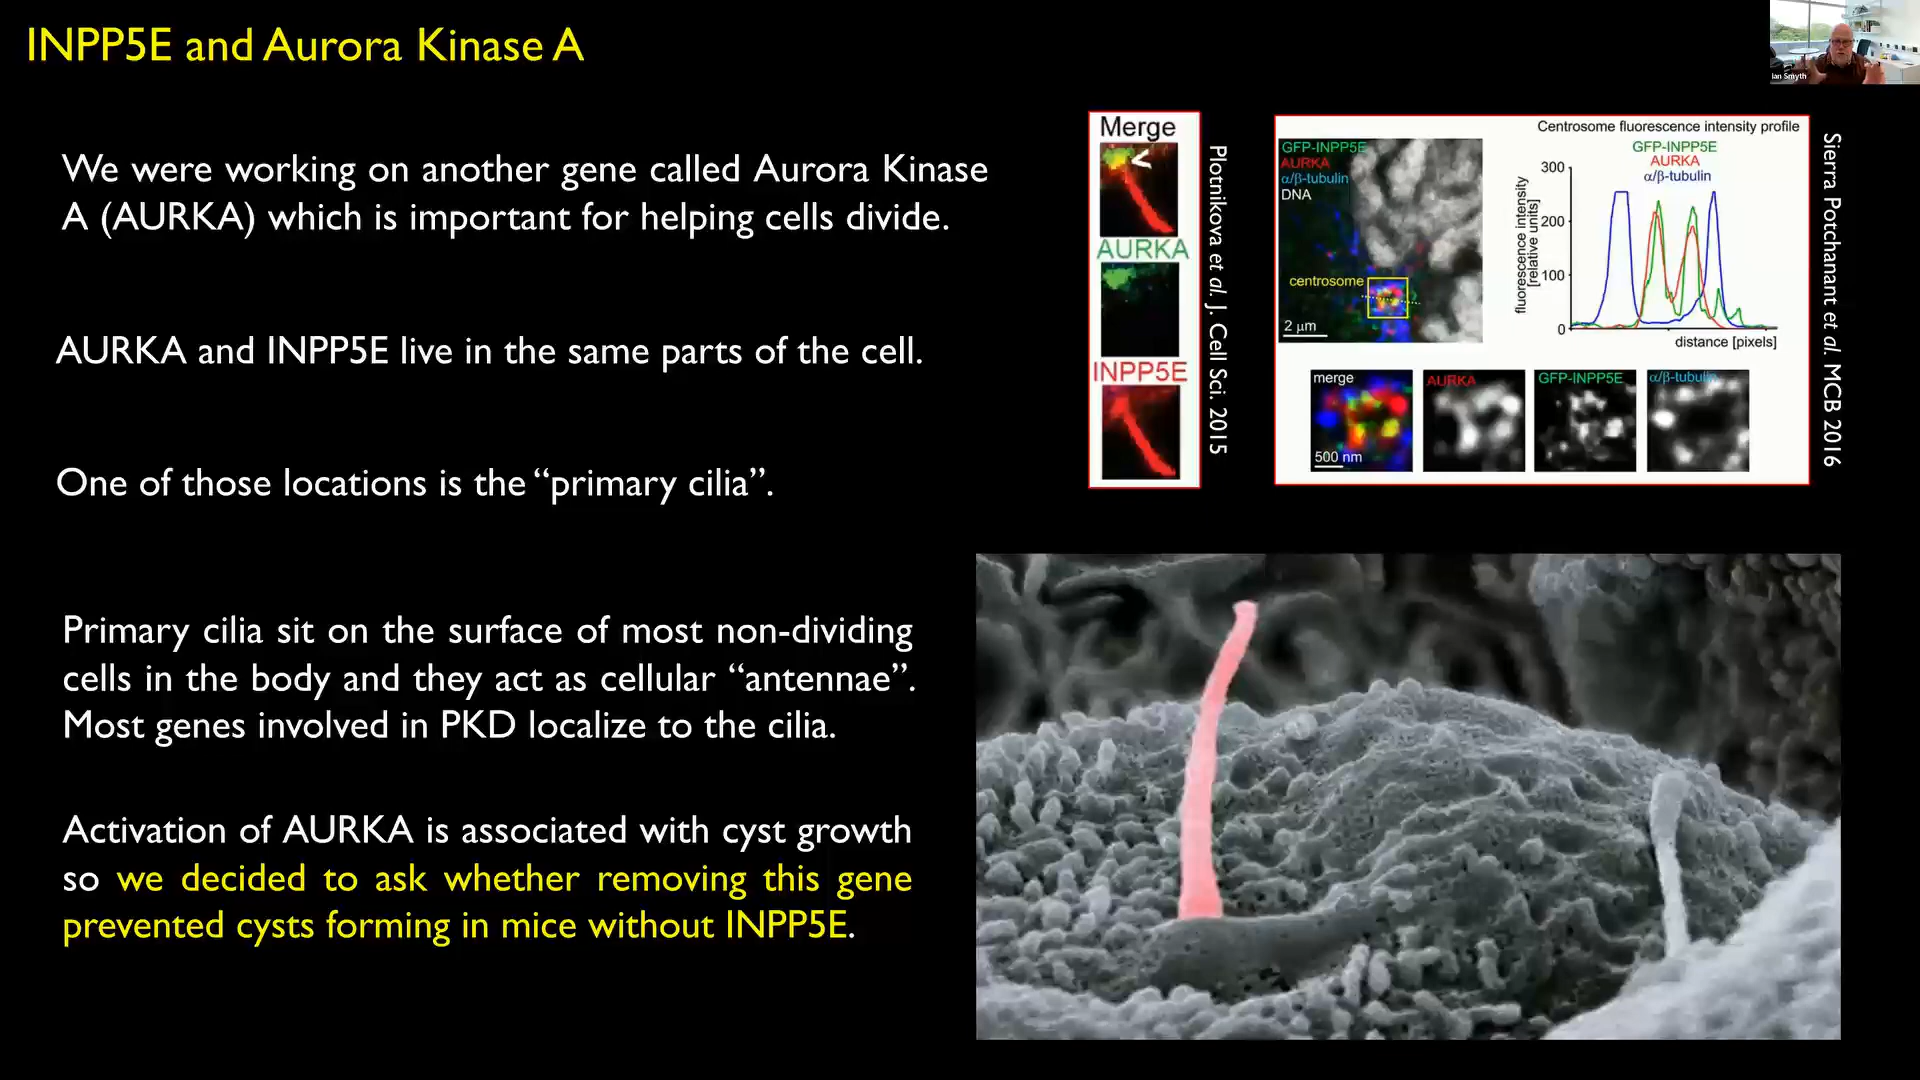 INPP5E and Aurora Kinase A
Ian Smyth
We were working on another gene called Aurora Kinase
A (AURKA) which is important for helping cells divide.
AURKA and INPP5E live in the same parts of the cell.
One of those locations is the “primary cilia”.
Primary cilia sit on the surface of most non-dividing
cells in the body and they act as cellular “antennae”.
Most genes involved in PKD localize to the cilia.
Activation of AURKA is associated with cyst growth
so we decided to ask whether removing this gene
prevented cysts forming in mice without INPP5E.
Merge
<
AURKA
INPP5E
Plotnikova et al. J. Cell Sci. 2015
GFP-INPP5E
AURKA
α/β-tubulin
DNA
centrosome
2 μm
Centrosome fluorescence intensity profile
GFP-INPP5E
AURKA
α/β-tubulin
fluorescence intensity
[relative units]
300
200
100
0
distance [pixels]
merge
500 nm
AURKA
GFP-INPP5E
α/β-tubulin
Sierra Potchanant et al. MCB 2016